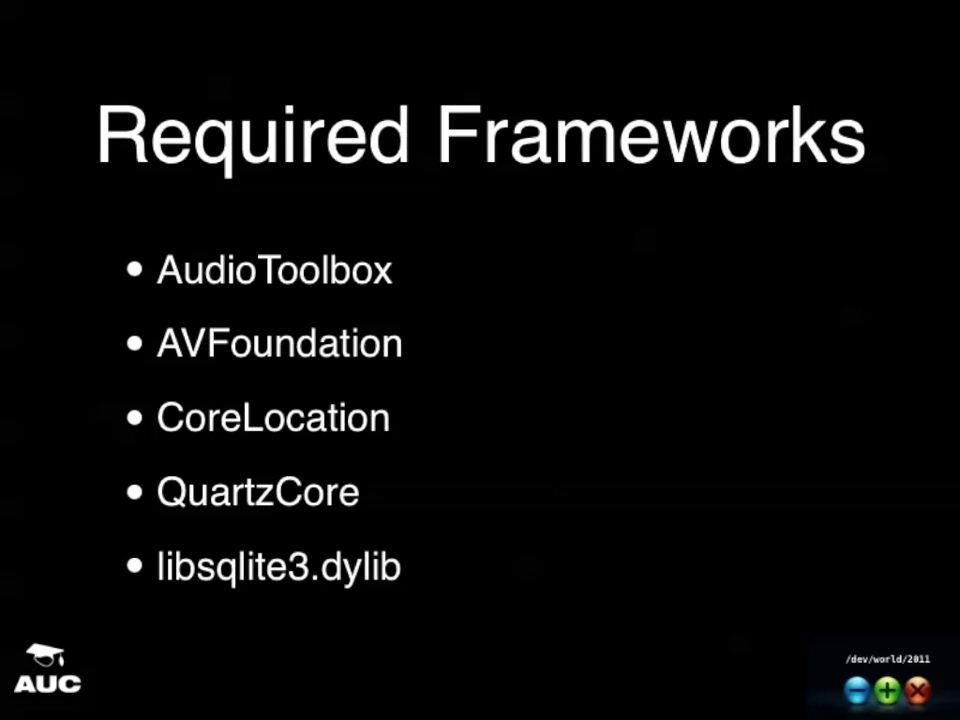 Required Frameworks
• AudioToolbox
• AVFoundation
• CoreLocation
• QuartzCore
• libsqlite3.dylib
AUC
/dev/world/2011